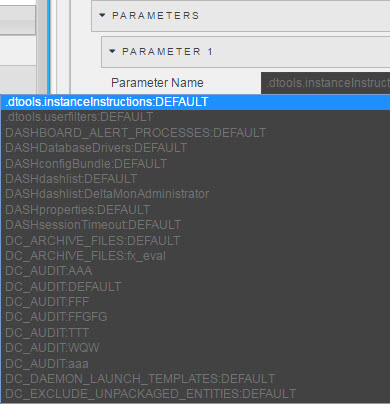 PARAMETERS
PARAMETER 1
Parameter Name .dtools.instanceInstructions
.dtools.instanceInstructions:DEFAULT
.dtools.userfilters:DEFAULT
DASHBOARD_ALERT_PROCESSES:DEFAULT
DASHDatabaseDrivers:DEFAULT
DASHconfigBundle:DEFAULT
DASHdashlist:DEFAULT
DASHdashlist:DeltaMonAdministrator
DASHproperties:DEFAULT
DASHsessionTimeout:DEFAULT
DC_ARCHIVE_FILES:DEFAULT
DC_ARCHIVE_FILES:fx_eval
DC_AUDIT:AAA
DC_AUDIT:DEFAULT
DC_AUDIT:FFF
DC_AUDIT:FFGFG
DC_AUDIT:TTT
DC_AUDIT:WQW
DC_AUDIT:aaa
DC_DAEMON_LAUNCH_TEMPLATES:DEFAULT
DC_EXCLUDE_UNPACKAGED_ENTITIES:DEFAULT